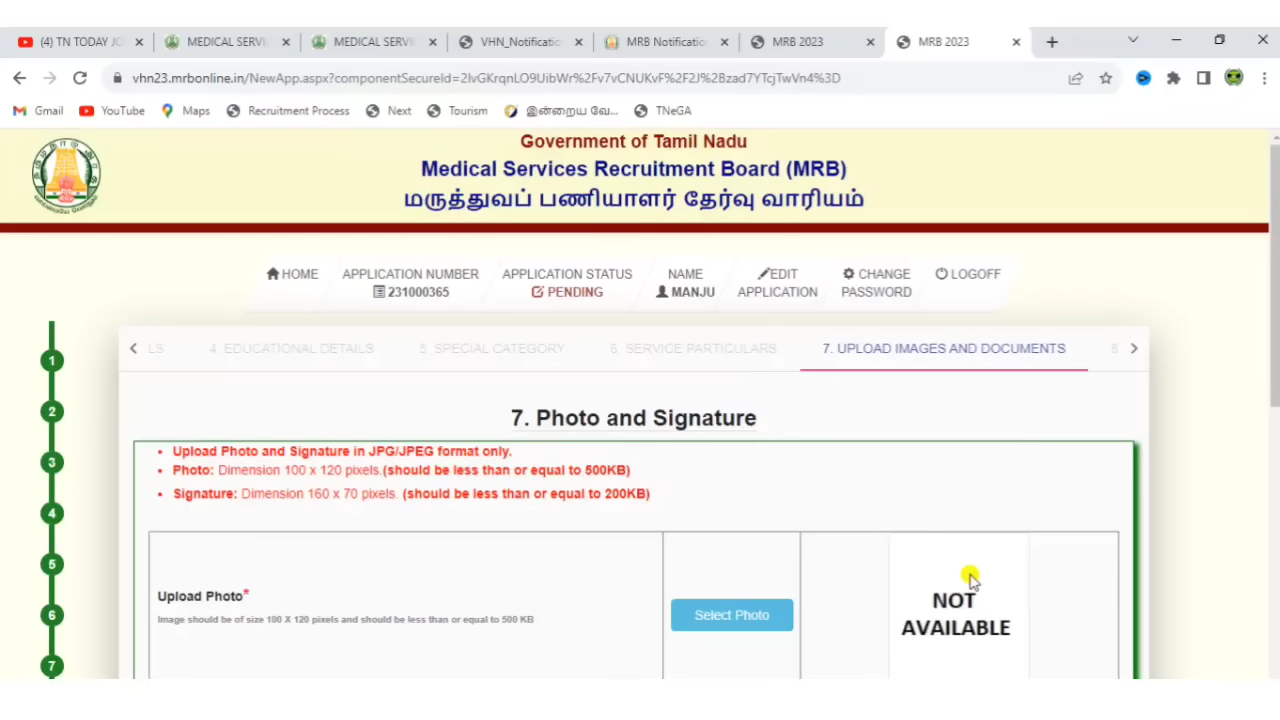 (4) TN TODAY JO
MEDICAL SERVI
MEDICAL SERVI
VHN_Notificatio
MRB Notificatio
MRB 2023
MRB 2023
vhn23.mrbonline.in/NewApp.aspx?componentSecureId=2IvGKrqnLO9UibWr%2Fv7vCNUKvF%2F2J%2Bzad7YTcjTwVn4%3D
Gmail
YouTube
Maps
Recruitment Process
Next
Tourism
இன்றைய வே...
TNeGA
Government of Tamil Nadu
Medical Services Recruitment Board (MRB)
மருத்துவப் பணியாளர் தேர்வு வாரியம்
HOME
APPLICATION NUMBER
231000365
APPLICATION STATUS
PENDING
NAME
MANJU
EDIT
APPLICATION
CHANGE
PASSWORD
LOGOFF
LS
4. EDUCATIONAL DETAILS
5. SPECIAL CATEGORY
6. SERVICE PARTICULARS
7. UPLOAD IMAGES AND DOCUMENTS
8
1
2
3
4
5
6
7
7. Photo and Signature
• Upload Photo and Signature in JPG/JPEG format only.
• Photo: Dimension 100 x 120 pixels.(should be less than or equal to 500KB)
• Signature: Dimension 160 x 70 pixels. (should be less than or equal to 200KB)
Upload Photo*
Image should be of size 100 X 120 pixels and should be less than or equal to 500 KB
Select Photo
NOT
AVAILABLE